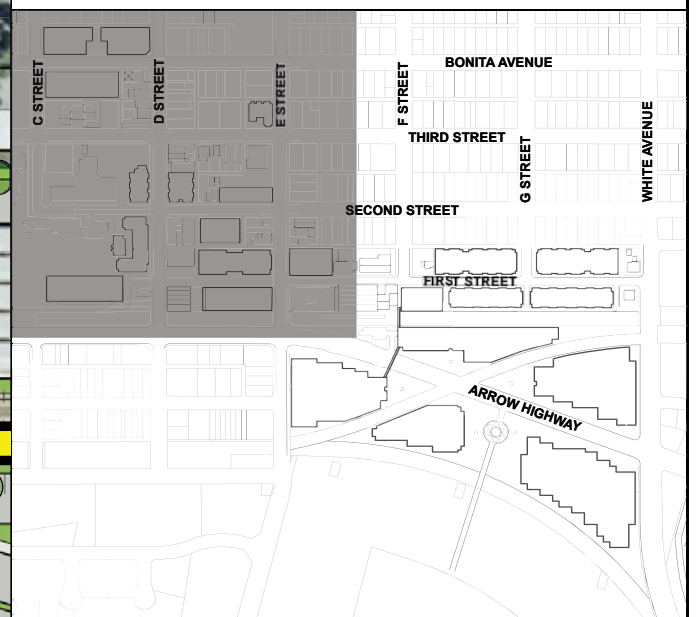 BONITA AVENUE
C STREET
D STREET
E STREET
F STREET
THIRD STREET
G STREET
WHITE AVENUE
SECOND STREET
FIRST STREET
ARROW HIGHWAY